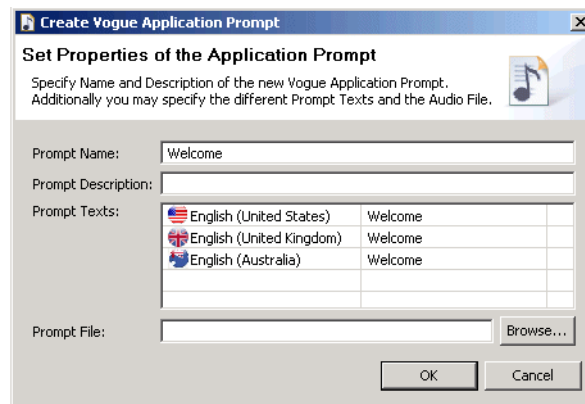 Create Vogue Application Prompt
Set Properties of the Application Prompt
Specify Name and Description of the new Vogue Application Prompt.
Additionally you may specify the different Prompt Texts and the Audio File.
Prompt Name: Welcome
Prompt Description:
Prompt Texts: English (United States) Welcome
English (United Kingdom) Welcome
English (Australia) Welcome
Prompt File: Browse...
OK Cancel